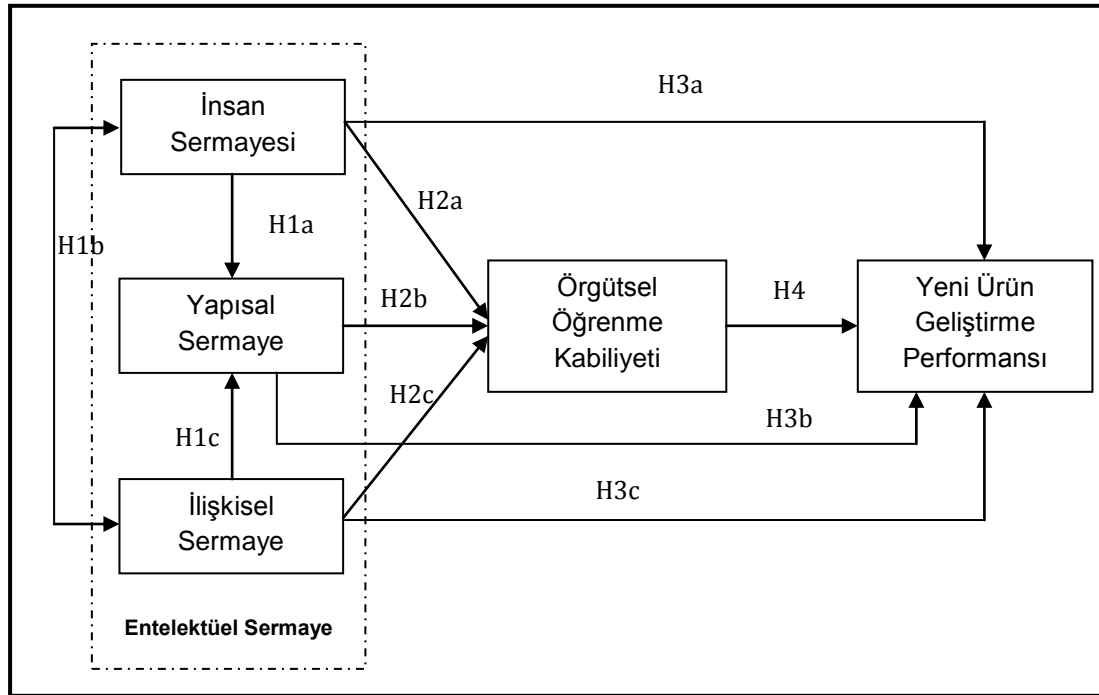 İnsan
Sermayesi
H3a
H2a
H1a
H1b
Yapısal
Sermaye
H2b
Örgütsel
Öğrenme
Kabiliyeti
H4
Yeni Ürün
Geliştirme
Performansı
H2c
H3b
H1c
İlişkisel
Sermaye
H3c
Entelektüel Sermaye